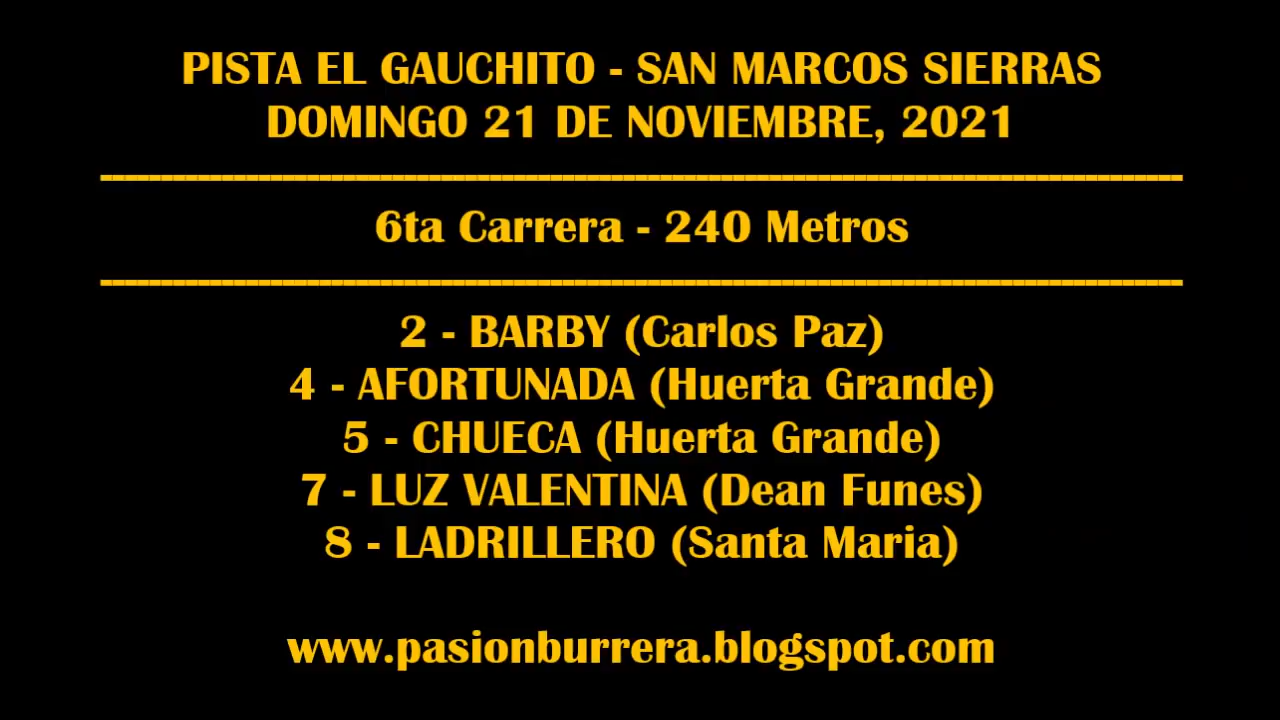 PISTA EL GAUCHITO - SAN MARCOS SIERRAS
DOMINGO 21 DE NOVIEMBRE, 2021
6ta Carrera - 240 Metros
2 - BARBY (Carlos Paz)
4 - AFORTUNADA (Huerta Grande)
5 - CHUECA (Huerta Grande)
7 - LUZ VALENTINA (Dean Funes)
8 - LADRILLERO (Santa Maria)
www.pasionburrera.blogspot.com